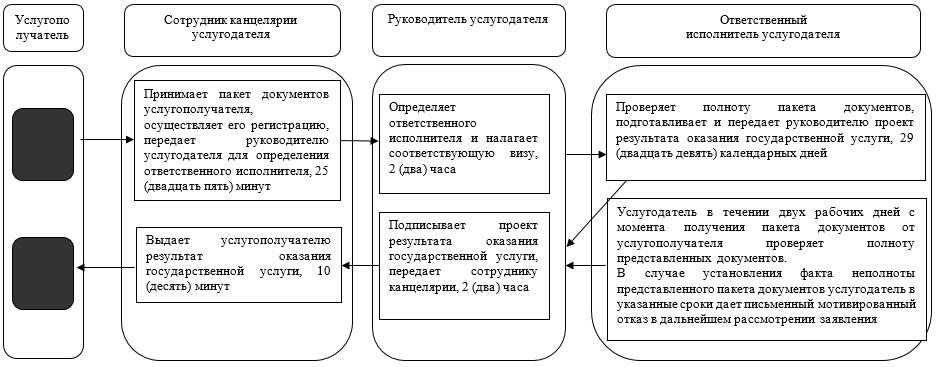 Услугопо
лучатель
Сотрудник канцелярии
услугодателя
Руководитель услугодателя
Ответственный
исполнитель услугодателя
Принимает пакет документов
услугополучателя,
осуществляет его регистрацию,
передает руководителю
услугодателя для определения
ответственного исполнителя, 25
(двадцать пять) минут
Определяет
ответственного
исполнителя и налагает
соответствующую визу,
2 (два) часа
Проверяет полноту пакета документов,
подготавливает и передает руководителю проект
результата оказания государственной услуги, 29
(двадцать девять) календарных дней
Выдает услугополучателю
результат оказания
государственной услуги, 10
(десять) минут
Подписывает проект
результата оказания
государственной услуги,
передает сотруднику
канцелярии, 2 (два) часа
Услугодатель в течении двух рабочих дней с
момента получения пакета документов от
услугополучателя проверяет полноту
представленных документов.
В случае установления факта неполноты
представленного пакета документов услугодатель в
указанные сроки дает письменный мотивированный
отказ в дальнейшем рассмотрении заявления